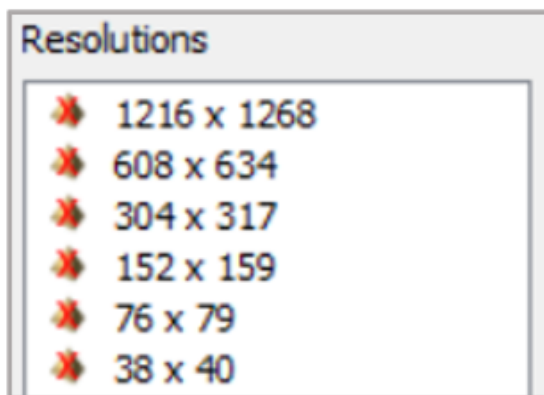 Resolutions
1216 x 1268
608 x 634
304 x 317
152 x 159
76 x 79
38 x 40